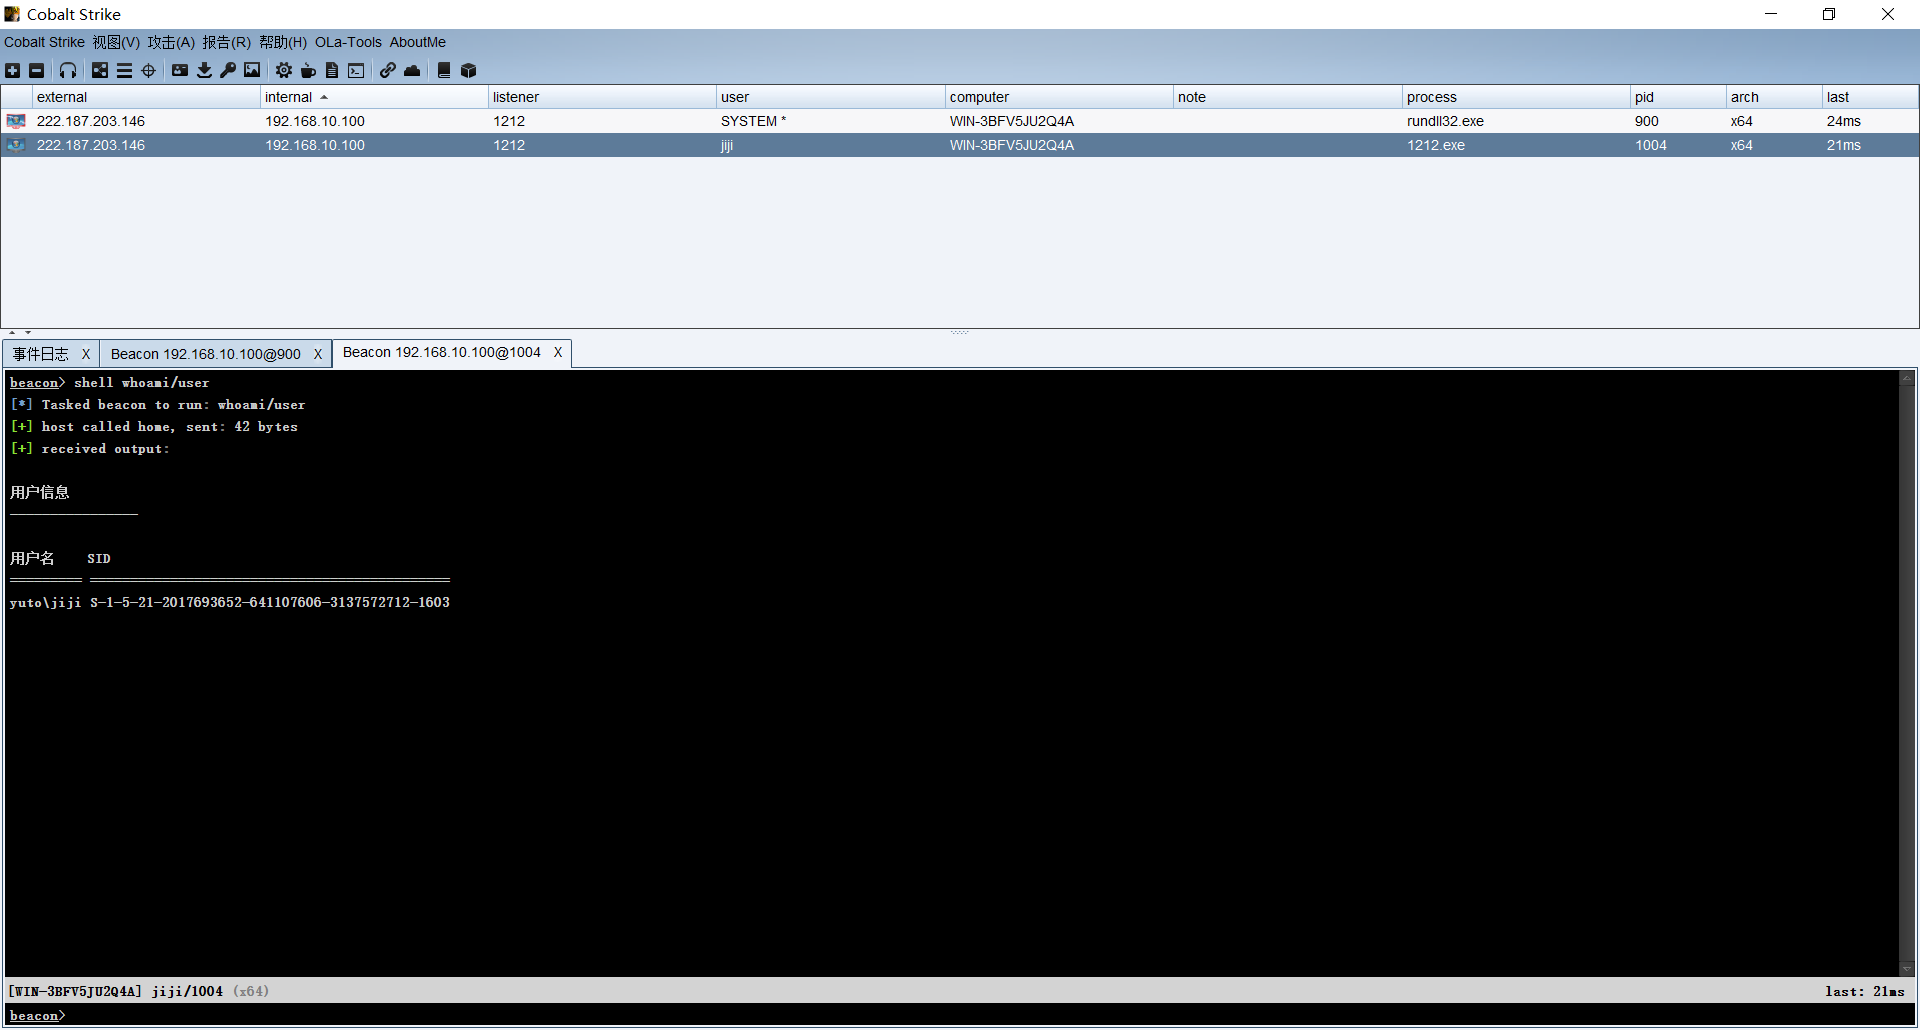 Cobalt Strike
Cobalt Strike 视图(V) 攻击(A) 报告(R) 帮助(H) OLa-Tools AboutMe
external internal listener user computer note process pid arch last
222.187.203.146 192.168.10.100 1212 SYSTEM * WIN-3BFV5JU2Q4A rundll32.exe 900 x64 24ms
222.187.203.146 192.168.10.100 1212 jiji WIN-3BFV5JU2Q4A 1212.exe 1004 x64 21ms
事件日志 X Beacon 192.168.10.100@900 X Beacon 192.168.10.100@1004 X
beacon> shell whoami/user
[*] Tasked beacon to run: whoami/user
[+] host called home, sent: 42 bytes
[+] received output:
用户信息
----------------
用户名 SID
========= =============================================
yuto\jiji S-1-5-21-2017693652-641107606-3137572712-1603
[WIN-3BFV5JU2Q4A] jiji/1004 (x64) last: 21ms
beacon>